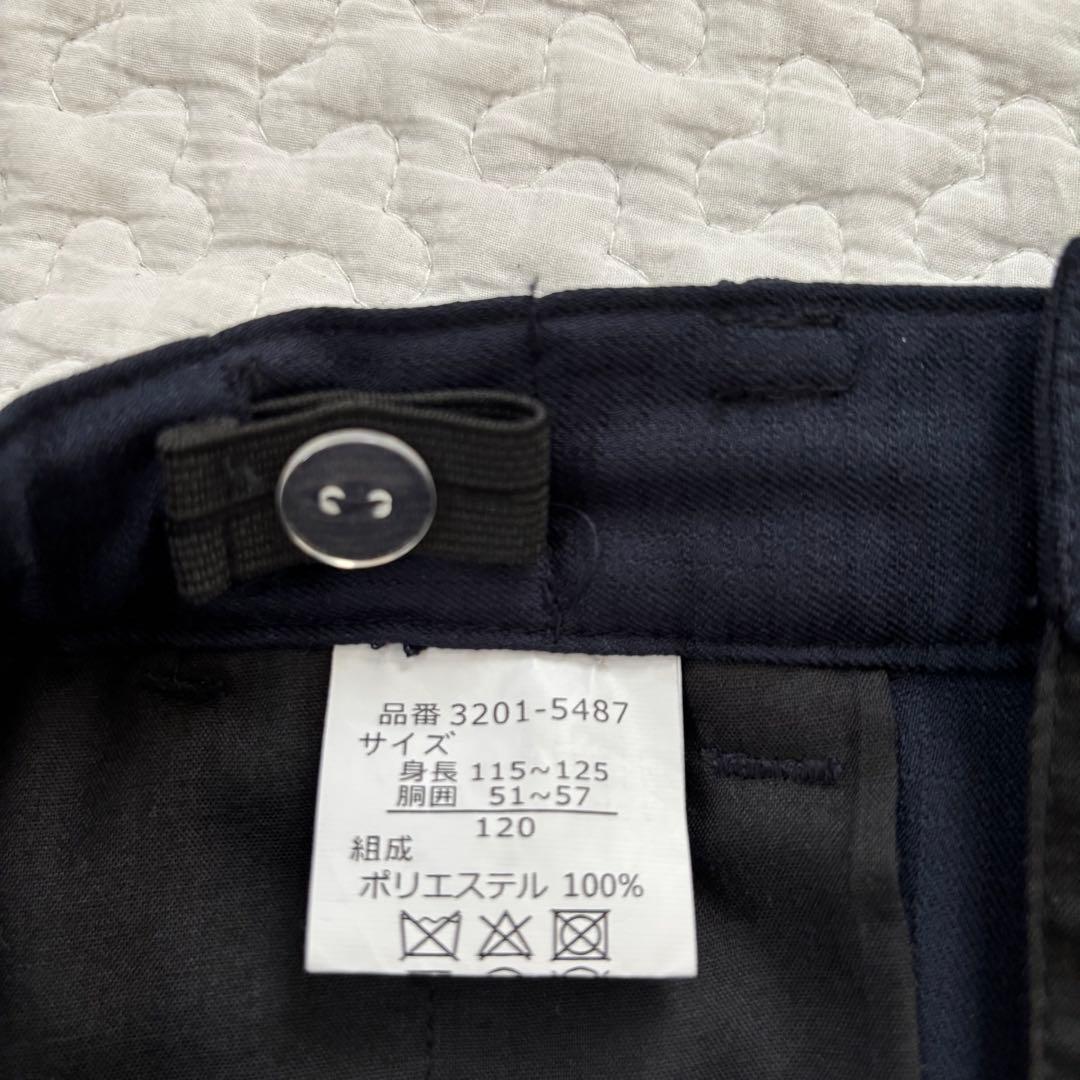 品番 3201-5487
サイズ
身長 115~125
胴囲 51~57
120
組成
ポリエステル 100%